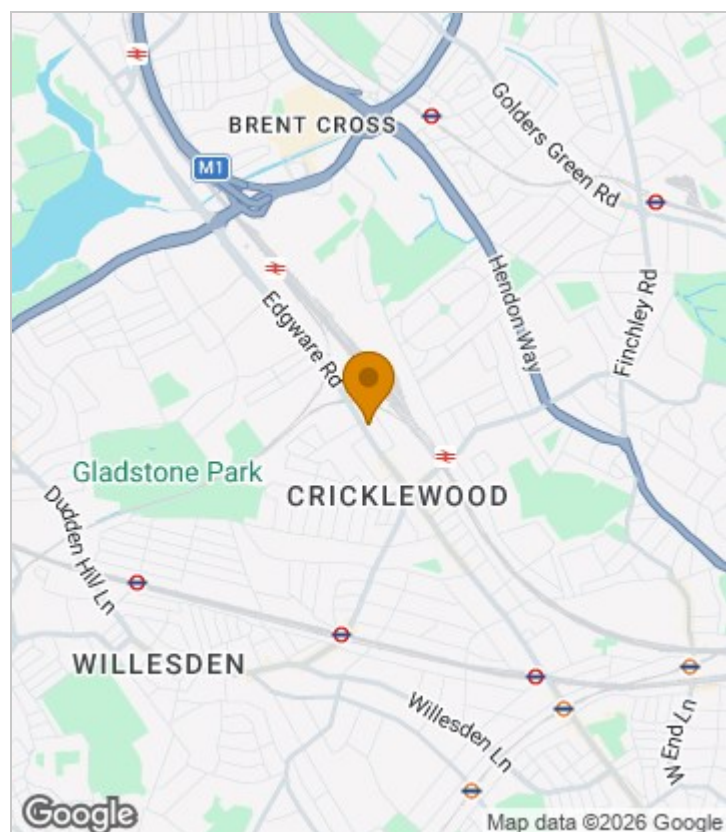 BRENT CROSS
Golders Green Rd
M1
Hendon Way
Finchley Rd
Edgware Rd
Gladstone Park
CRICKLEWOOD
Dudden Hill Ln
WILLESDEN
Willesden Ln
W End Ln
Google
Map data ©2026 Google